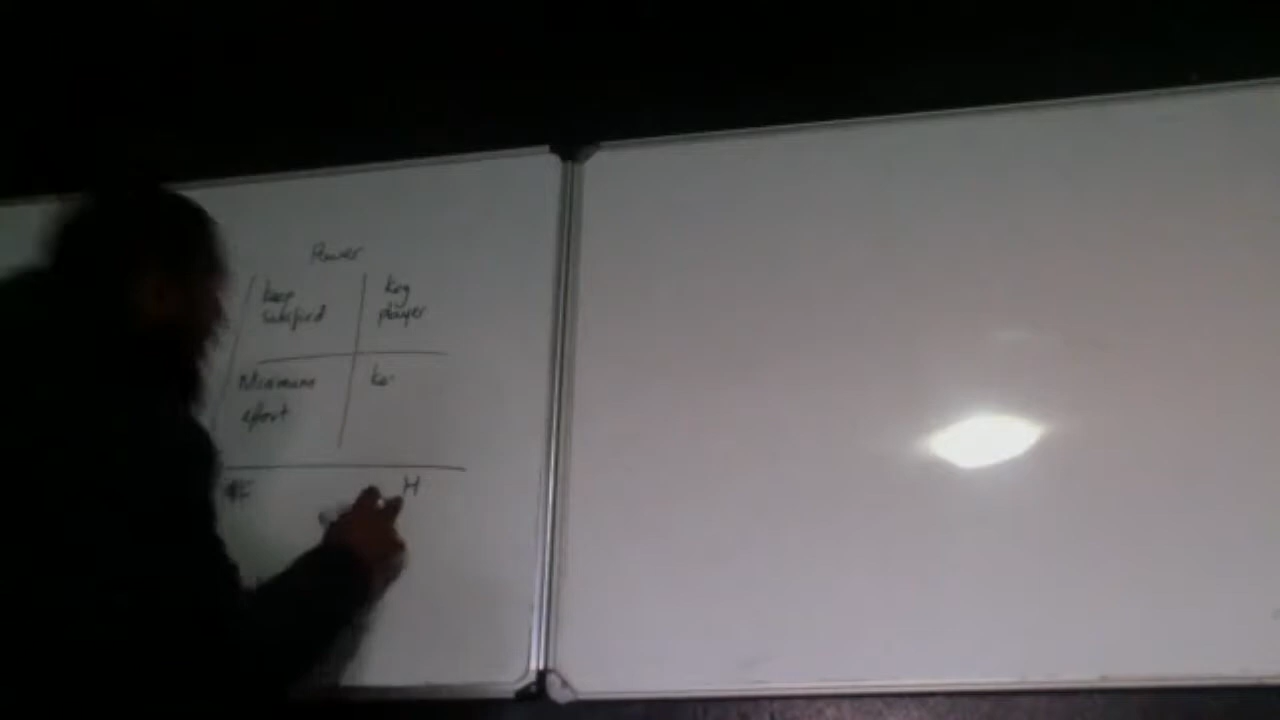 Power
keep
satisfied
key
player
Minimum
effort
ke
H